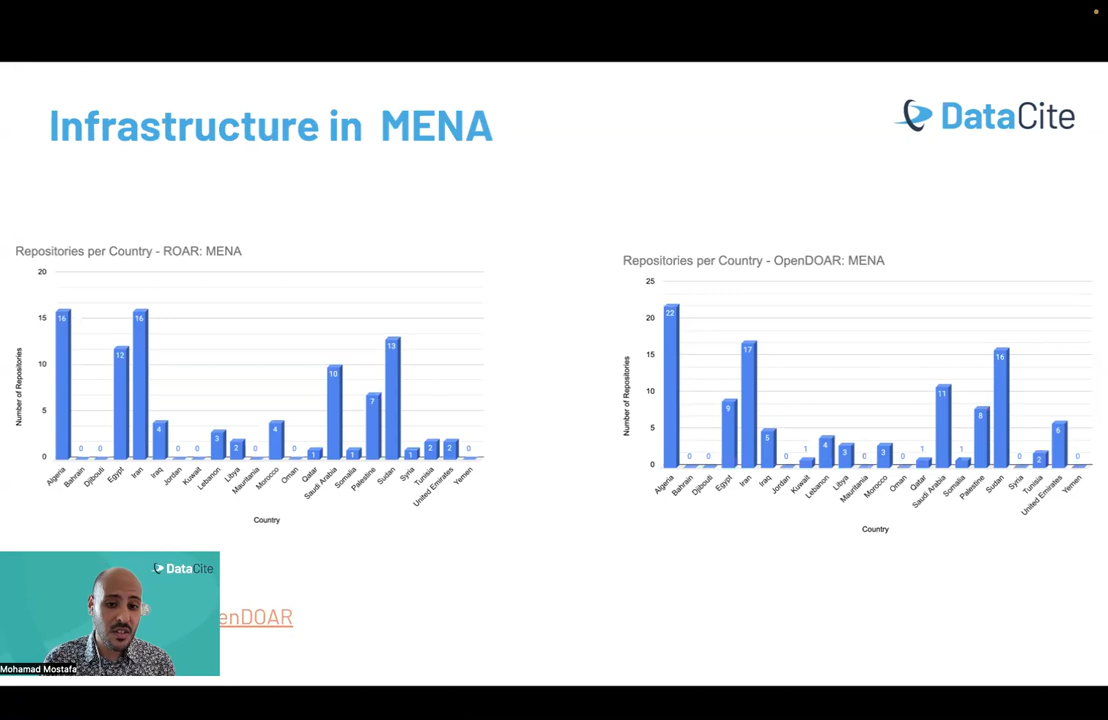 Infrastructure in MENA
DataCite
Repositories per Country - ROAR: MENA
20
15
10
5
0
Number of Repositories
16
0
0
12
16
4
0
0
3
2
0
4
0
1
10
1
7
13
1
2
2
0
Algeria
Bahrain
Djibouti
Egypt
Iran
Iraq
Jordan
Kuwait
Lebanon
Libya
Mauritania
Morocco
Oman
Qatar
Saudi Arabia
Somalia
Palestine
Sudan
Syria
Tunisia
United Emirates
Yemen
Country
Repositories per Country - OpenDOAR: MENA
25
20
15
10
5
0
Number of Repositories
22
0
0
9
17
5
0
1
4
3
0
3
0
1
11
1
8
16
0
2
6
0
Algeria
Bahrain
Djibouti
Egypt
Iran
Iraq
Jordan
Kuwait
Lebanon
Libya
Mauritania
Morocco
Oman
Qatar
Saudi Arabia
Somalia
Palestine
Sudan
Syria
Tunisia
United Emirates
Yemen
Country
DataCite
enDOAR
Mohamad Mostafa